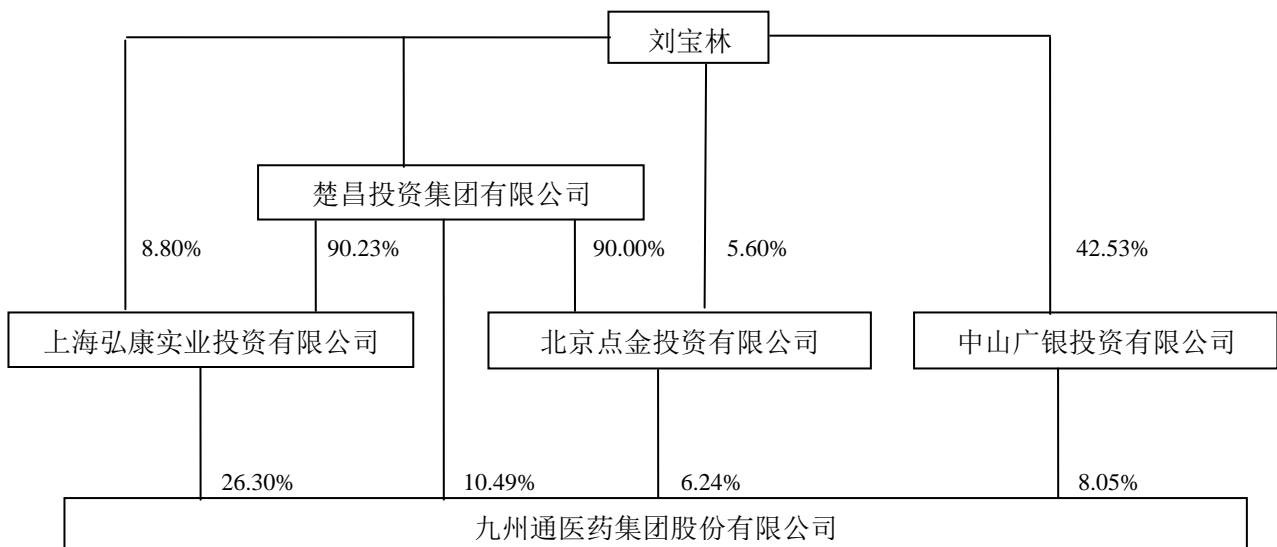 刘宝林
楚昌投资集团有限公司
8.80%
90.23%
90.00%
5.60%
42.53%
上海弘康实业投资有限公司
北京点金投资有限公司
中山广银投资有限公司
26.30%
10.49%
6.24%
8.05%
九州通医药集团股份有限公司